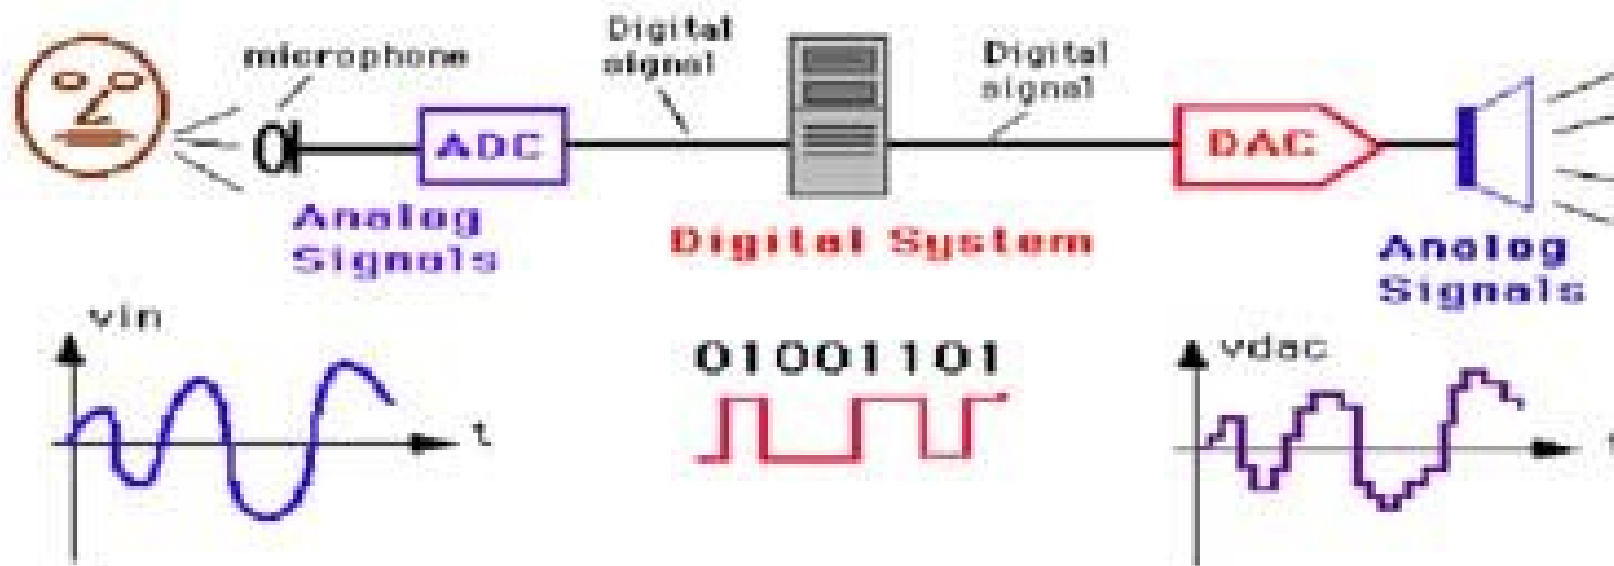 microphone
Digital
signal
Digital
signal
ADC
DAC
Analog
Signals
Digital System
Analog
Signals
vin
t
01001101
vdac